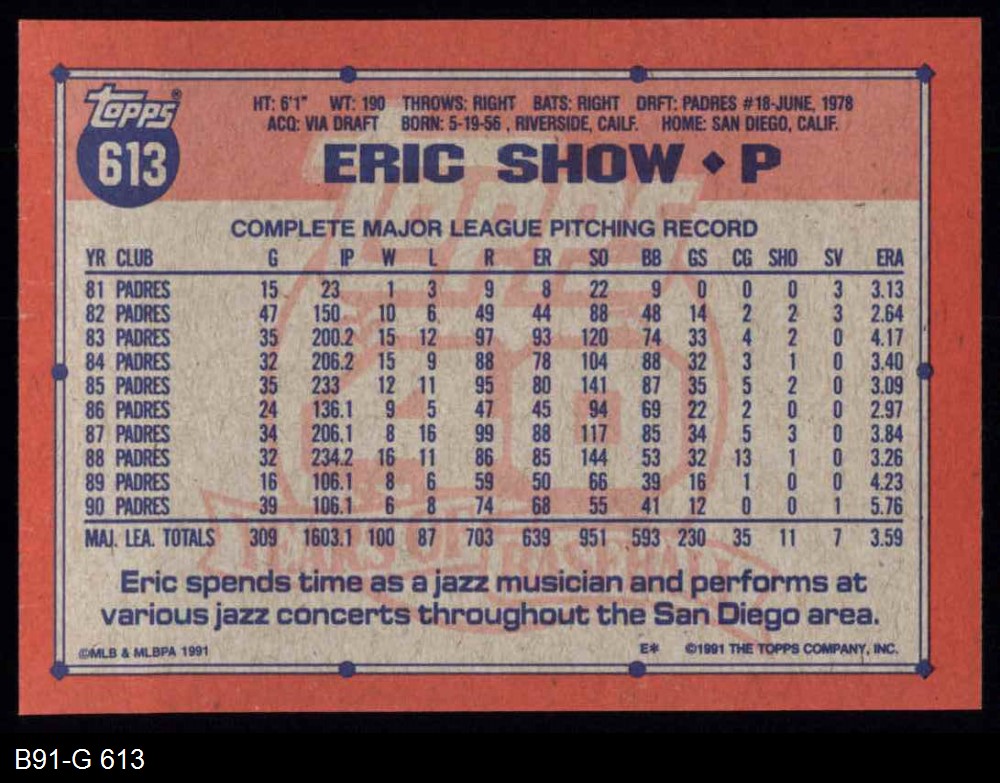 Topps®
613
HT: 6'1" WT: 190 THROWS: RIGHT BATS: RIGHT DRFT: PADRES #18-JUNE, 1978
ACQ: VIA DRAFT BORN: 5-19-56 , RIVERSIDE, CAILF. HOME: SAN DIEGO, CALIF.
ERIC SHOW ◆ P
COMPLETE MAJOR LEAGUE PITCHING RECORD
YR CLUB G IP W L R ER SO BB GS CG SHO SV ERA
81 PADRES 15 23 1 3 9 8 22 9 0 0 0 3 3.13
82 PADRES 47 150 10 6 49 44 88 48 14 2 2 3 2.64
83 PADRES 35 200.2 15 12 97 93 120 74 33 4 2 0 4.17
84 PADRES 32 206.2 15 9 88 78 104 88 32 3 1 0 3.40
85 PADRES 35 233 12 11 95 80 141 87 35 5 2 0 3.09
86 PADRES 24 136.1 9 5 47 45 94 69 22 2 0 0 2.97
87 PADRES 34 206.1 8 16 99 88 117 85 34 5 3 0 3.84
88 PADRES 32 234.2 16 11 86 85 144 53 32 13 1 0 3.26
89 PADRES 16 106.1 8 6 59 50 66 39 16 1 0 0 4.23
90 PADRES 39 106.1 6 8 74 68 55 41 12 0 0 1 5.76
MAJ. LEA. TOTALS 309 1603.1 100 87 703 639 951 593 230 35 11 7 3.59
Topps
40
YEARS OF BASEBALL
Eric spends time as a jazz musician and performs at
various jazz concerts throughout the San Diego area.
©MLB & MLBPA 1991 E* ©1991 THE TOPPS COMPANY, INC.
B91-G 613